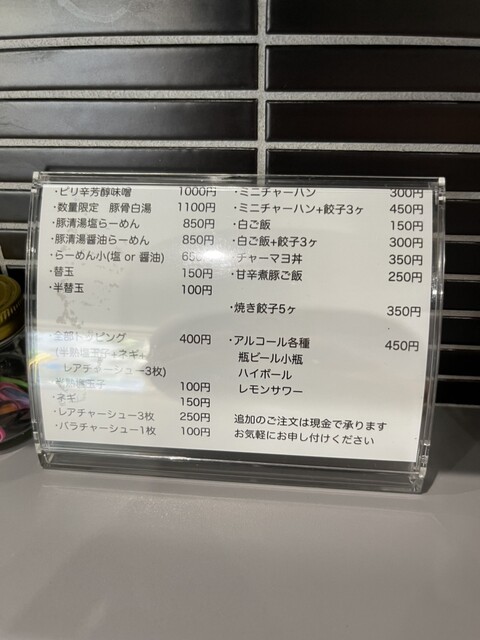 ・ピリ辛芳醇味噌 1000円
・数量限定 豚骨白湯 1100円
・豚清湯塩らーめん 850円
・豚清湯醤油らーめん 850円
・らーめん小(塩 or 醤油)
・替玉 150円
・半替玉 100円
・全部トッピング 400円
(半熟塩玉子+ネギ+
レアチャーシュー3枚)
・半熟塩玉子 100円
・ネギ 150円
・レアチャーシュー3枚 250円
・バラチャーシュー1枚 100円
・ミニチャーハン 300円
・ミニチャーハン+餃子3ヶ 450円
・白ご飯 150円
・白ご飯+餃子3ヶ 300円
・チャーマヨ丼 350円
・甘辛煮豚ご飯 250円
・焼き餃子5ヶ 350円
・アルコール各種 450円
瓶ビール小瓶
ハイボール
レモンサワー
追加のご注文は現金で承ります
お気軽にお申し付けください